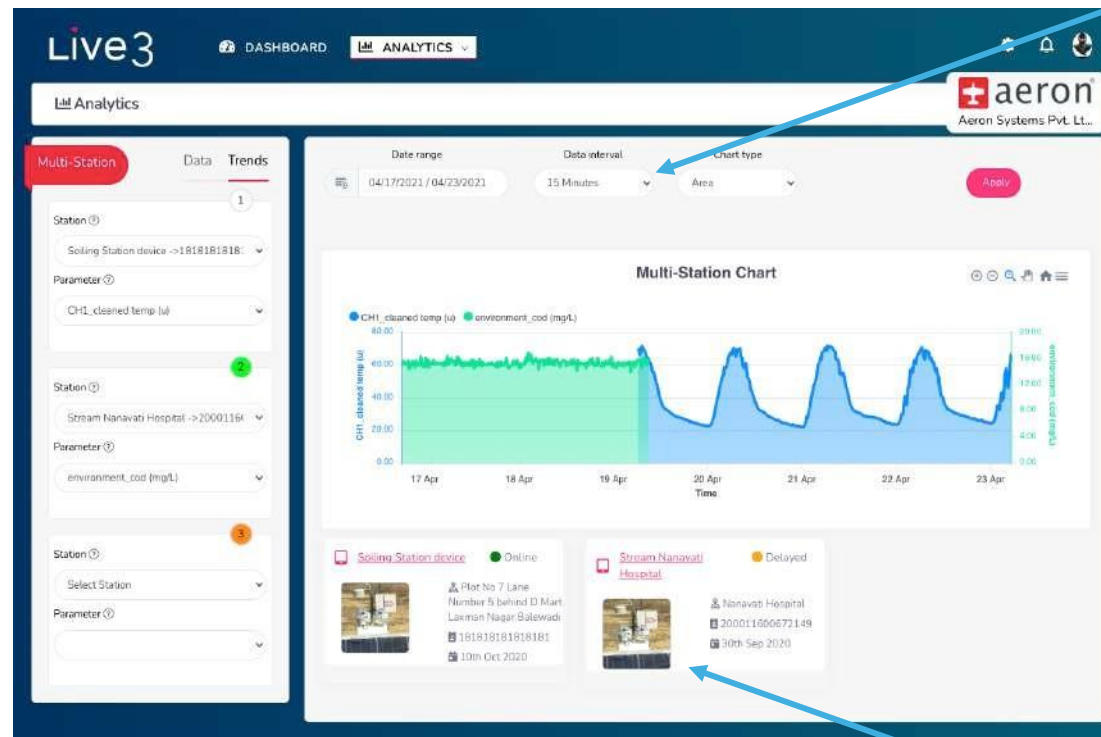 Live3
DASHBOARD
ANALYTICS
aeron
Aeron Systems Pvt. Lt...
Analytics
Multi-Station
Data Trends
1
Station
Soiling Station device ->1818181818
Parameter
CH1_cleaned temp (u)
2
Station
Stream Nanavati Hospital ->2000116
Parameter
environment_cod (mg/L)
3
Station
Select Station
Parameter
Date range
Data interval
Chart type
04/17/2021 / 04/23/2021
15 Minutes
Area
Apply
Multi-Station Chart
CH1_cleaned temp (u) environment_cod (mg/L)
CH1_cleaned temp (u)
80.00
60.00
40.00
20.00
0.00
20.00
16.00
12.00
8.00
4.00
0.00
environment_cod (mg/L)
17 Apr 18 Apr 19 Apr 20 Apr 21 Apr 22 Apr 23 Apr
Time
Soiling Station device
Online
Plot No 7 Lane
Number 5 behind D Mart
Laxman Nagar Balewadi
181818181818181
10th Oct 2020
Stream Nanavati
Hospital
Delayed
Nanavati Hospital
200011600672149
30th Sep 2020